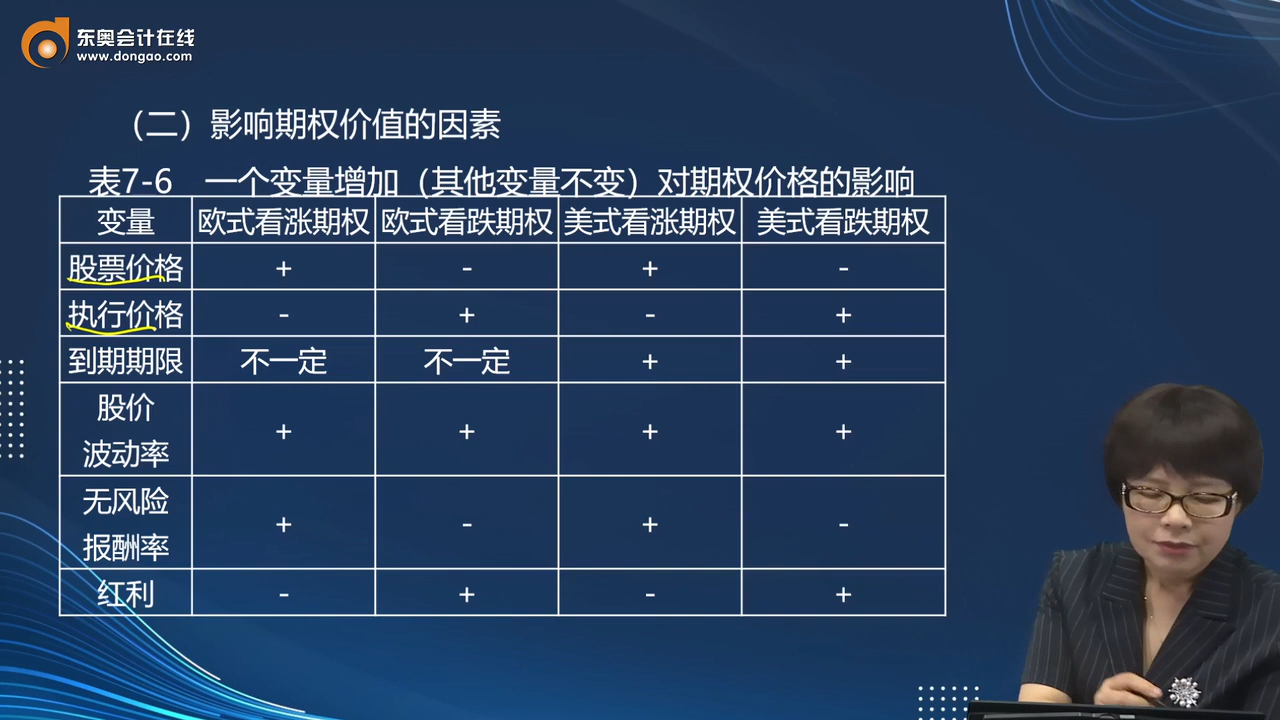 东奥会计在线
www.dongao.com
（二）影响期权价值的因素
表7-6 一个变量增加（其他变量不变）对期权价格的影响
变量 欧式看涨期权 欧式看跌期权 美式看涨期权 美式看跌期权
股票价格 + - + -
执行价格 - + - +
到期期限 不一定 不一定 + +
股价
波动率 + + + +
无风险
报酬率 + - + -
红利 - + - +